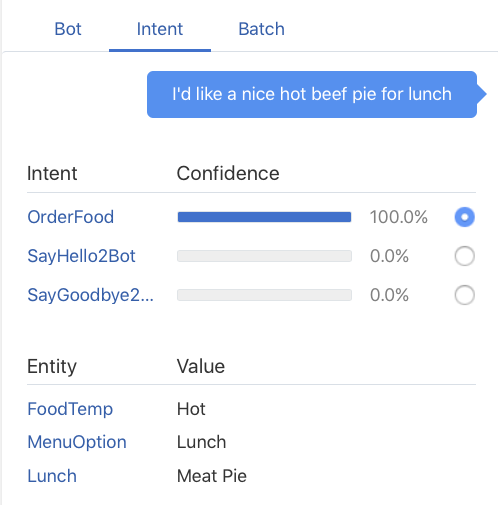 Bot Intent Batch
I'd like a nice hot beef pie for lunch
Intent Confidence
OrderFood 100.0%
SayHello2Bot 0.0%
SayGoodbye2... 0.0%
Entity Value
FoodTemp Hot
MenuOption Lunch
Lunch Meat Pie